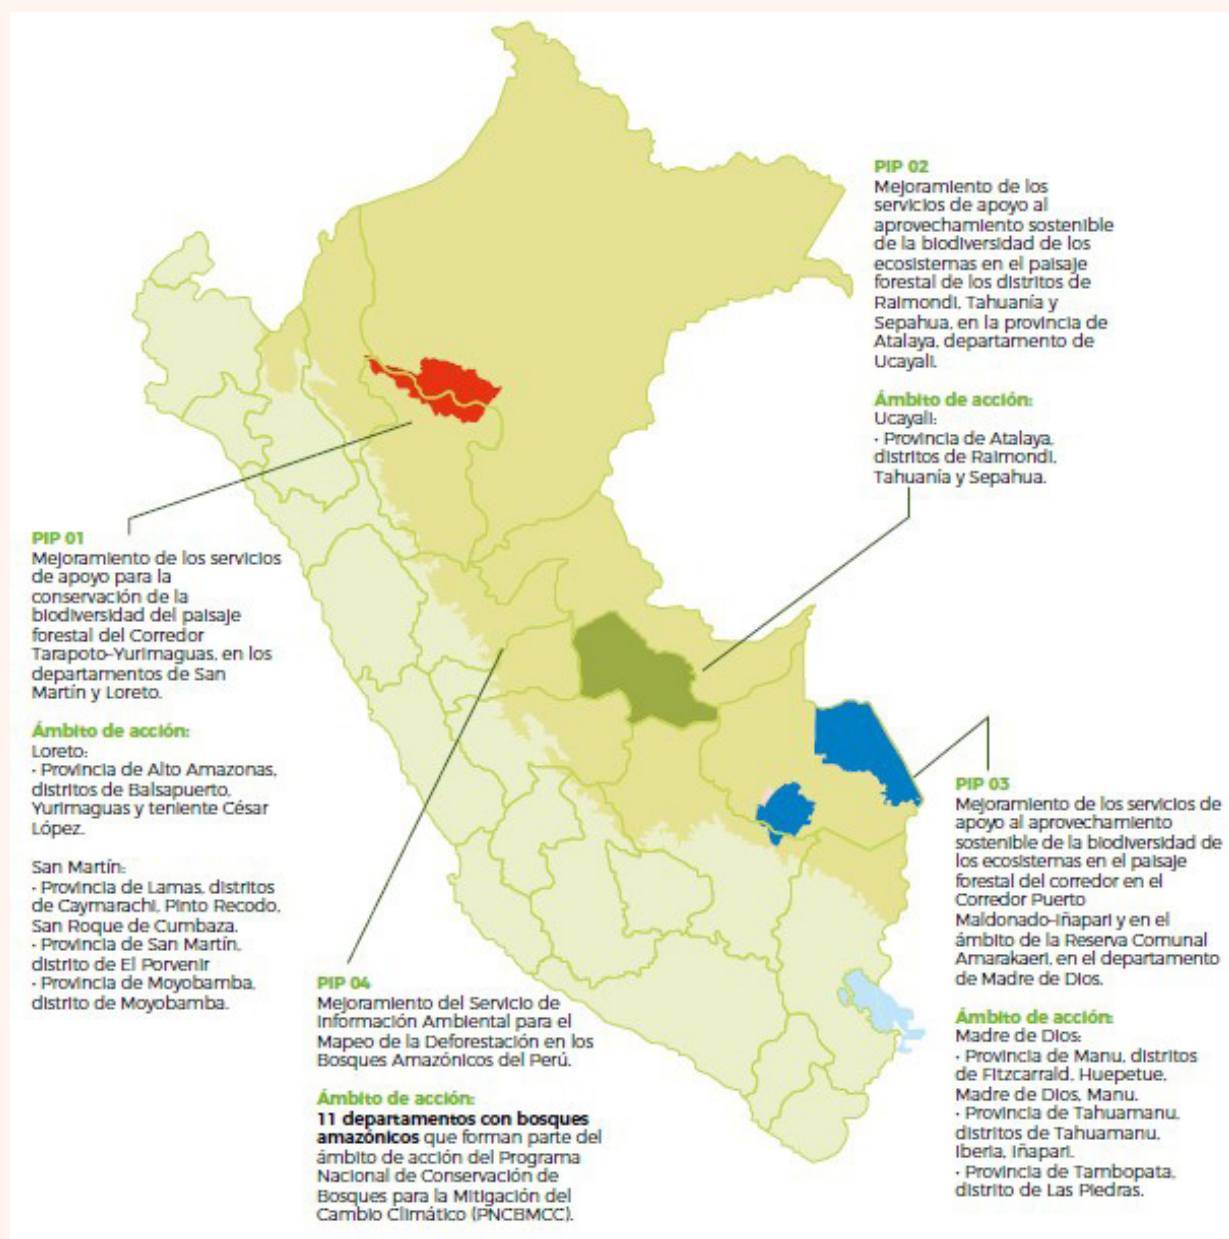 PIP 02
Mejoramiento de los
servicios de apoyo al
aprovechamiento sostenible
de la biodiversidad de los
ecosistemas en el paisaje
forestal de los distritos de
Raimondi, Tahuanía y
Sepahua, en la provincia de
Atalaya, departamento de
Ucayali.
Ámbito de acción:
Ucayali:
• Provincia de Atalaya,
distritos de Raimondi,
Tahuanía y Sepahua.
PIP 01
Mejoramiento de los servicios
de apoyo para la
conservación de la
biodiversidad del paisaje
forestal del Corredor
Tarapoto-Yurimaguas, en los
departamentos de San
Martín y Loreto.
Ámbito de acción:
Loreto:
• Provincia de Alto Amazonas,
distritos de Balsapuerto,
Yurimaguas y teniente César
López.
San Martín:
• Provincia de Lamas, distritos
de Caymarachi, Pinto Recodo,
San Roque de Cumbaza.
• Provincia de San Martín,
distrito de El Porvenir
• Provincia de Moyobamba,
distrito de Moyobamba.
PIP 04
Mejoramiento del Servicio de
Información Ambiental para el
Mapeo de la Deforestación en los
Bosques Amazónicos del Perú.
Ámbito de acción:
11 departamentos con bosques
amazónicos que forman parte del
ámbito de acción del Programa
Nacional de Conservación de
Bosques para la Mitigación del
Cambio Climático (PNCBMCC).
PIP 03
Mejoramiento de los servicios de
apoyo al aprovechamiento
sostenible de la biodiversidad de
los ecosistemas en el paisaje
forestal del corredor en el
Corredor Puerto
Maldonado-Iñapari y en el
ámbito de la Reserva Comunal
Amarakaeri, en el departamento
de Madre de Dios.
Ámbito de acción:
Madre de Dios:
• Provincia de Manu, distritos
de Fitzcarrald, Huepetue,
Madre de Dios, Manu.
• Provincia de Tahuamanu,
distritos de Tahuamanu,
Iberia, Iñapari.
• Provincia de Tambopata,
distrito de Las Piedras.